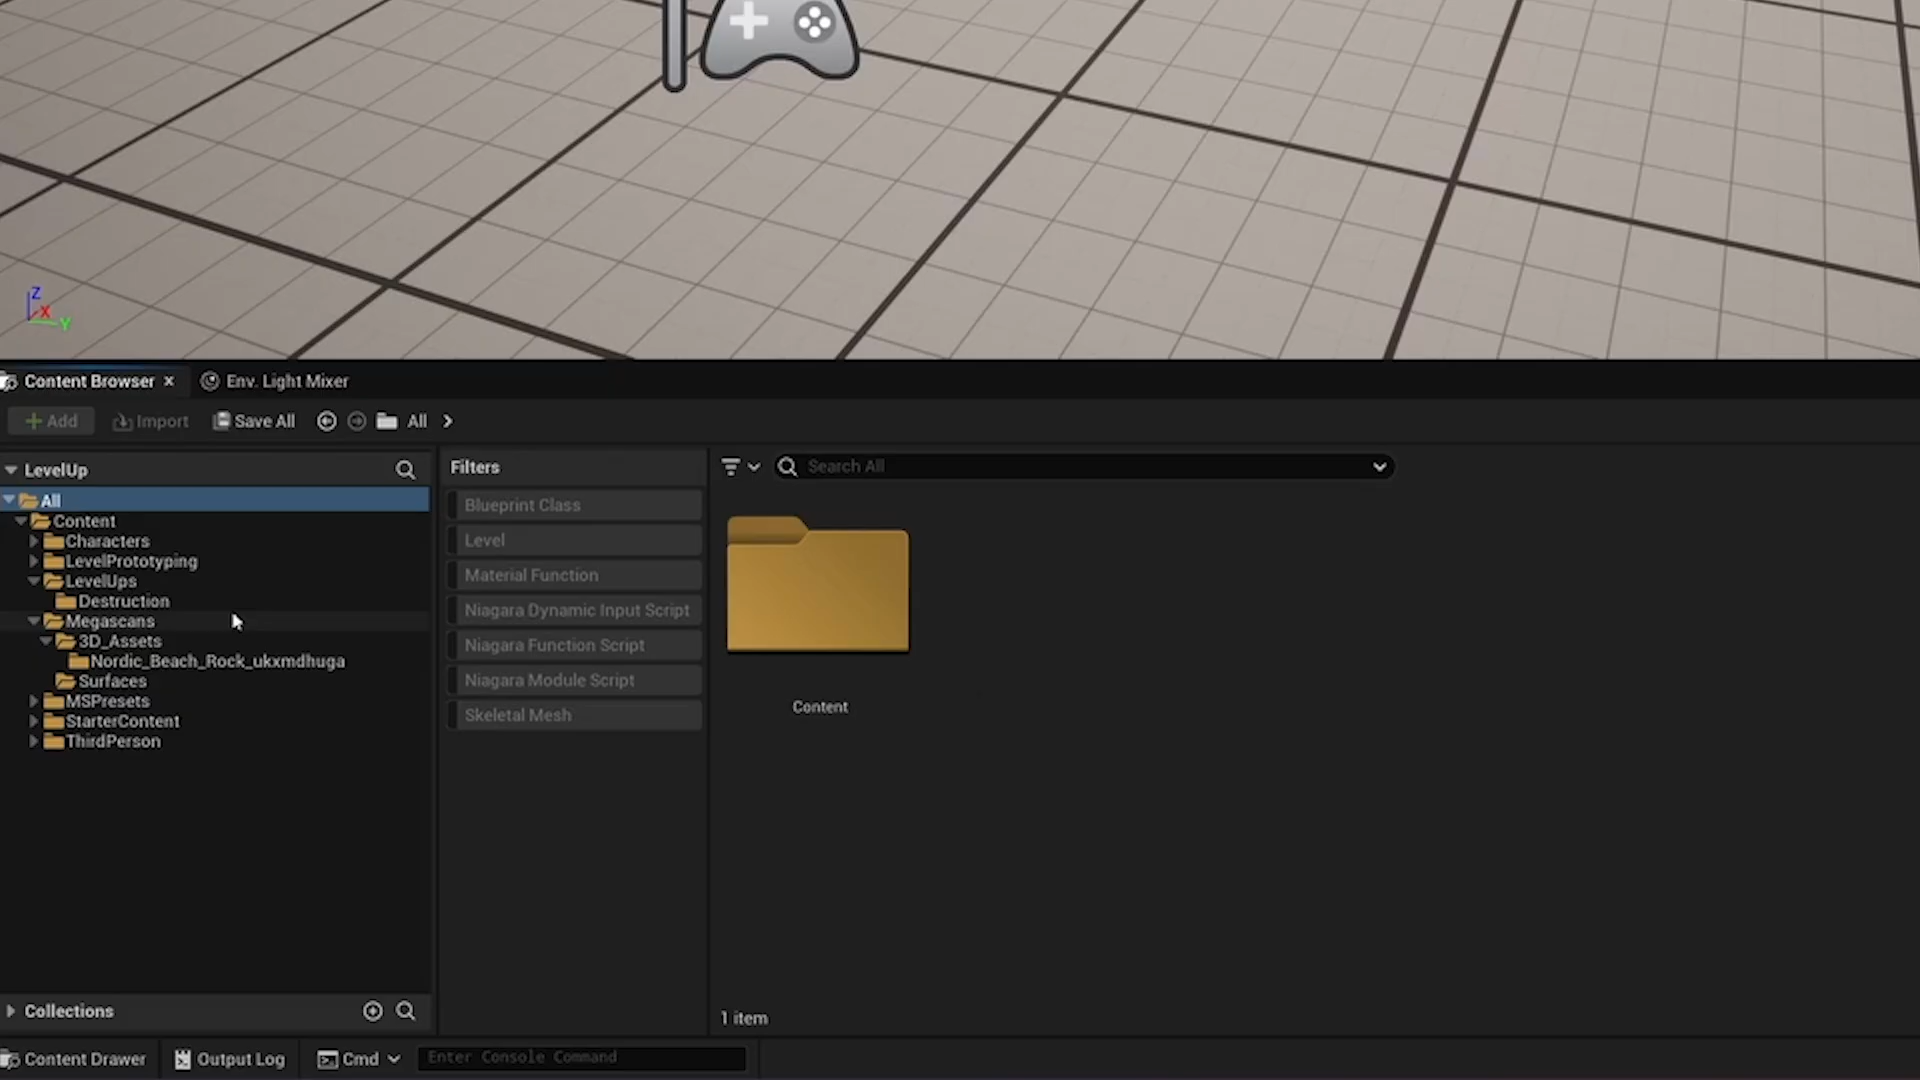 Z
X
Y
Content Browser
Env. Light Mixer
Add
Import
Save All
All
LevelUp
All
Content
Characters
LevelPrototyping
LevelUps
Destruction
Megascans
3D_Assets
Nordic_Beach_Rock_ukxmdhuga
Surfaces
MSPresets
StarterContent
ThirdPerson
Filters
Blueprint Class
Level
Material Function
Niagara Dynamic Input Script
Niagara Function Script
Niagara Module Script
Skeletal Mesh
Search All
Content
1 item
Collections
Content Drawer
Output Log
Cmd
Enter Console Command